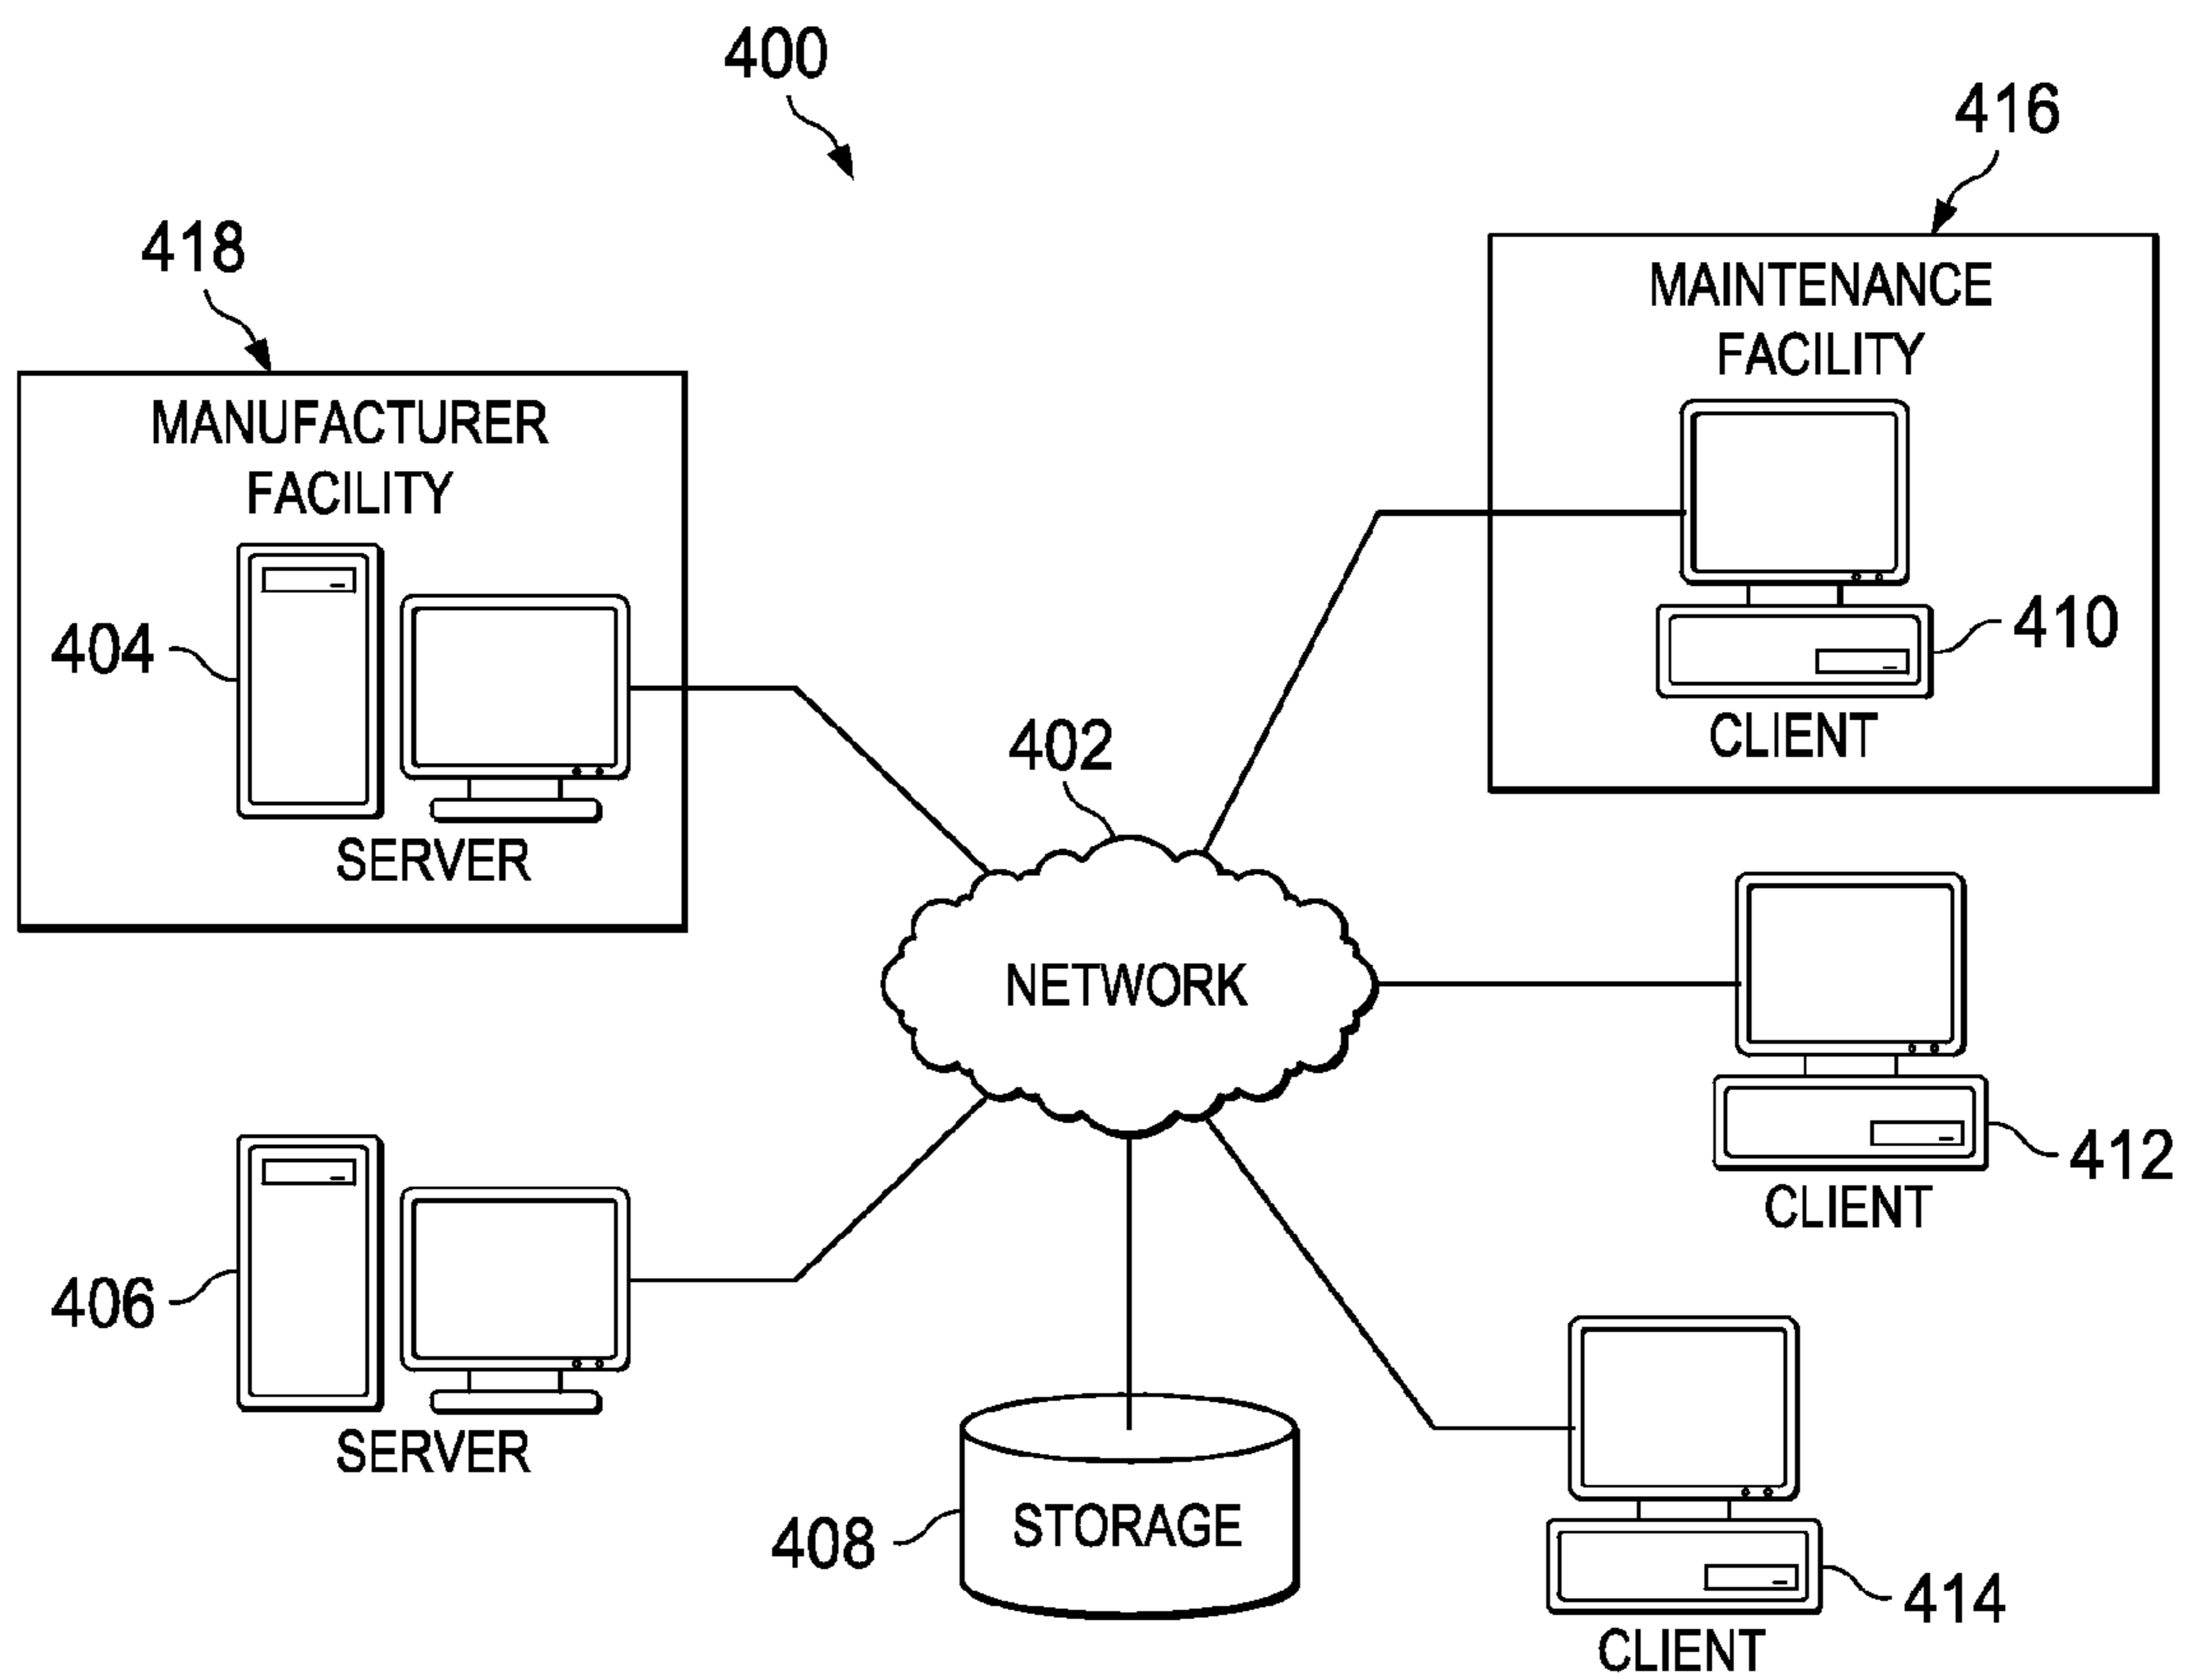 400
416
418
MAINTENANCE
FACILITY
MANUFACTURER
FACILITY
404
410
402
CLIENT
SERVER
NETWORK
412
CLIENT
406
SERVER
STORAGE
408
414
CLIENT